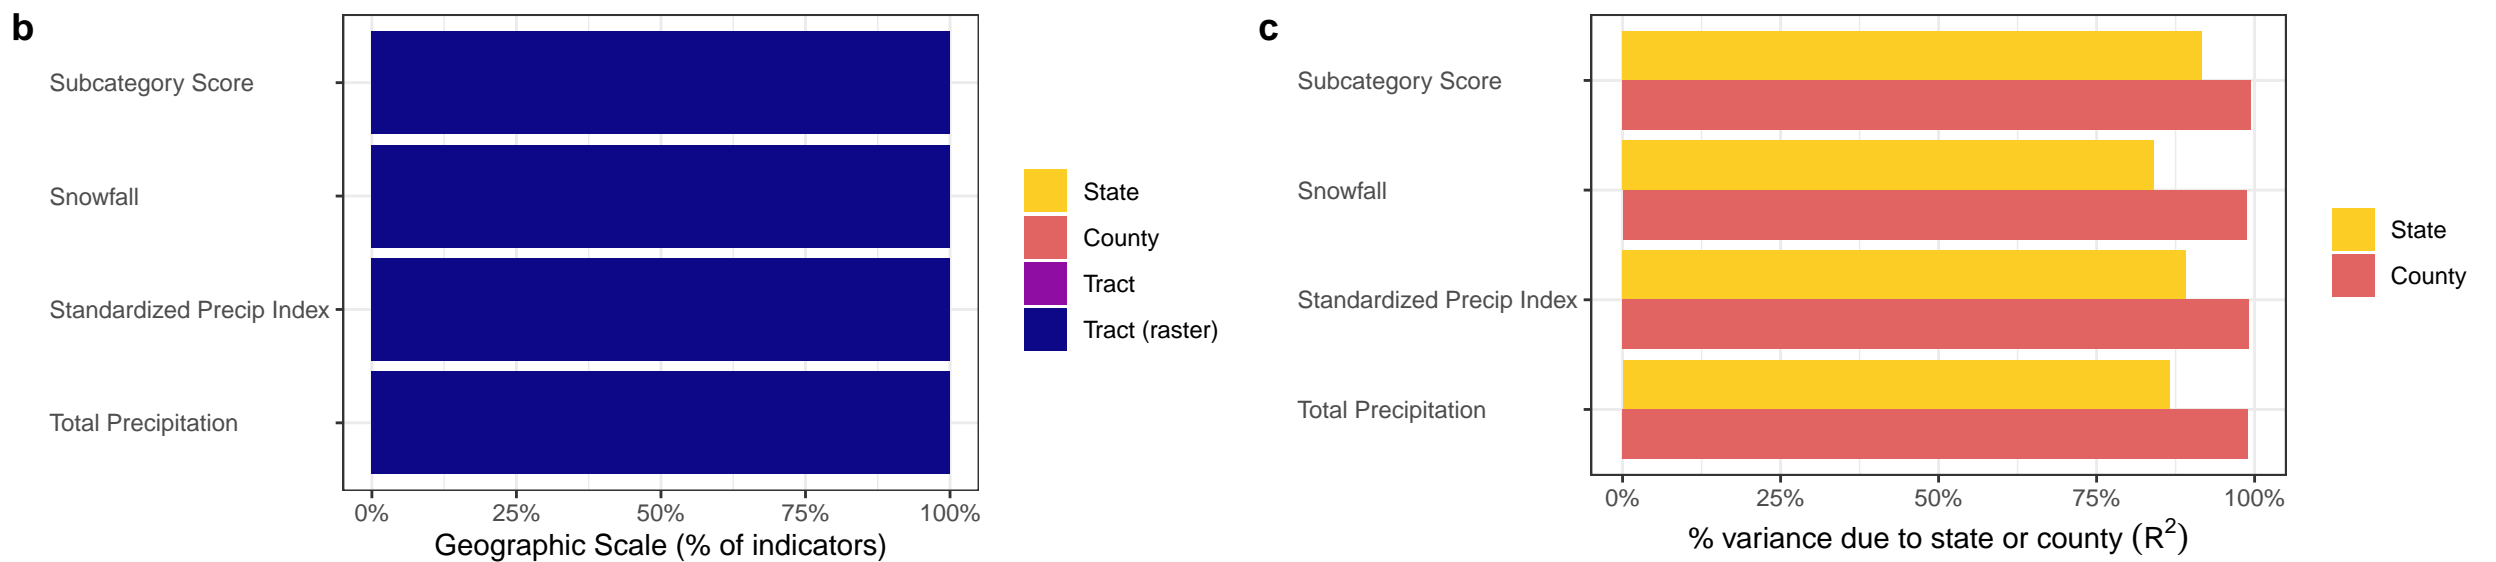 b
Subcategory Score
Snowfall
Standardized Precip Index
Total Precipitation
0% 25% 50% 75% 100%
Geographic Scale (% of indicators)
State
County
Tract
Tract (raster)
c
Subcategory Score
Snowfall
Standardized Precip Index
Total Precipitation
0% 25% 50% 75% 100%
% variance due to state or county (R²)
State
County